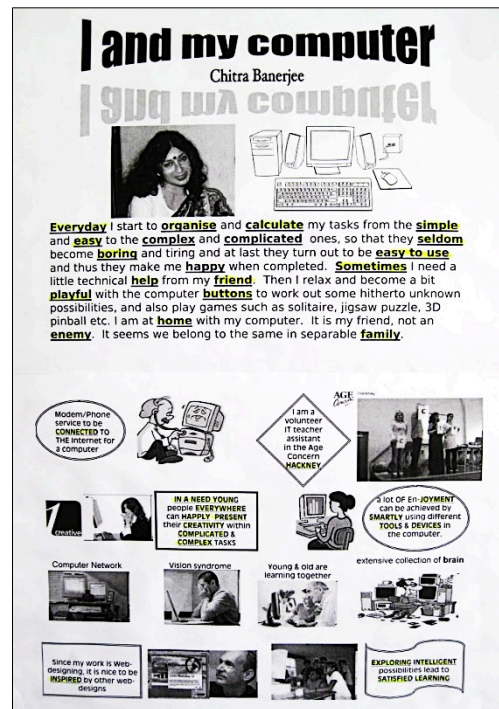 I and my computer
Chitra Banerjee
I and my computer
Everyday I start to organise and calculate my tasks from the simple
and easy to the complex and complicated ones, so that they seldom
become boring and tiring and at last they turn out to be easy to use
and thus they make me happy when completed. Sometimes I need a
little technical help from my friend. Then I relax and become a bit
playful with the computer buttons to work out some hitherto unknown
possibilities, and also play games such as solitaire, jigsaw puzzle, 3D
pinball etc. I am at home with my computer. It is my friend, not an
enemy. It seems we belong to the same in separable family.
Modem/Phone
service to be
CONNECTED TO
THE Internet for
a computer
I am a
volunteer
IT teacher
assistant
in the Age
Concern
HACKNEY
AGE
Concern
Hackney
1
creative
IN A NEED YOUNG
people EVERYWHERE
can HAPPLY PRESENT
their CREATIVITY within
COMPLICATED &
COMPLEX TASKS
a lot OF En-JOYMENT
can be achieved by
SMARTLY using different
TOOLS & DEVICES in
the computer.
Computer Network
Vision syndrome
Young & old are
learning together
extensive collection of brain
Since my work is Web-
designing, it is nice to be
INSPIRED by other web-
designs
EXPLORING INTELLIGENT
possibilities lead to
SATISFIED LEARNING